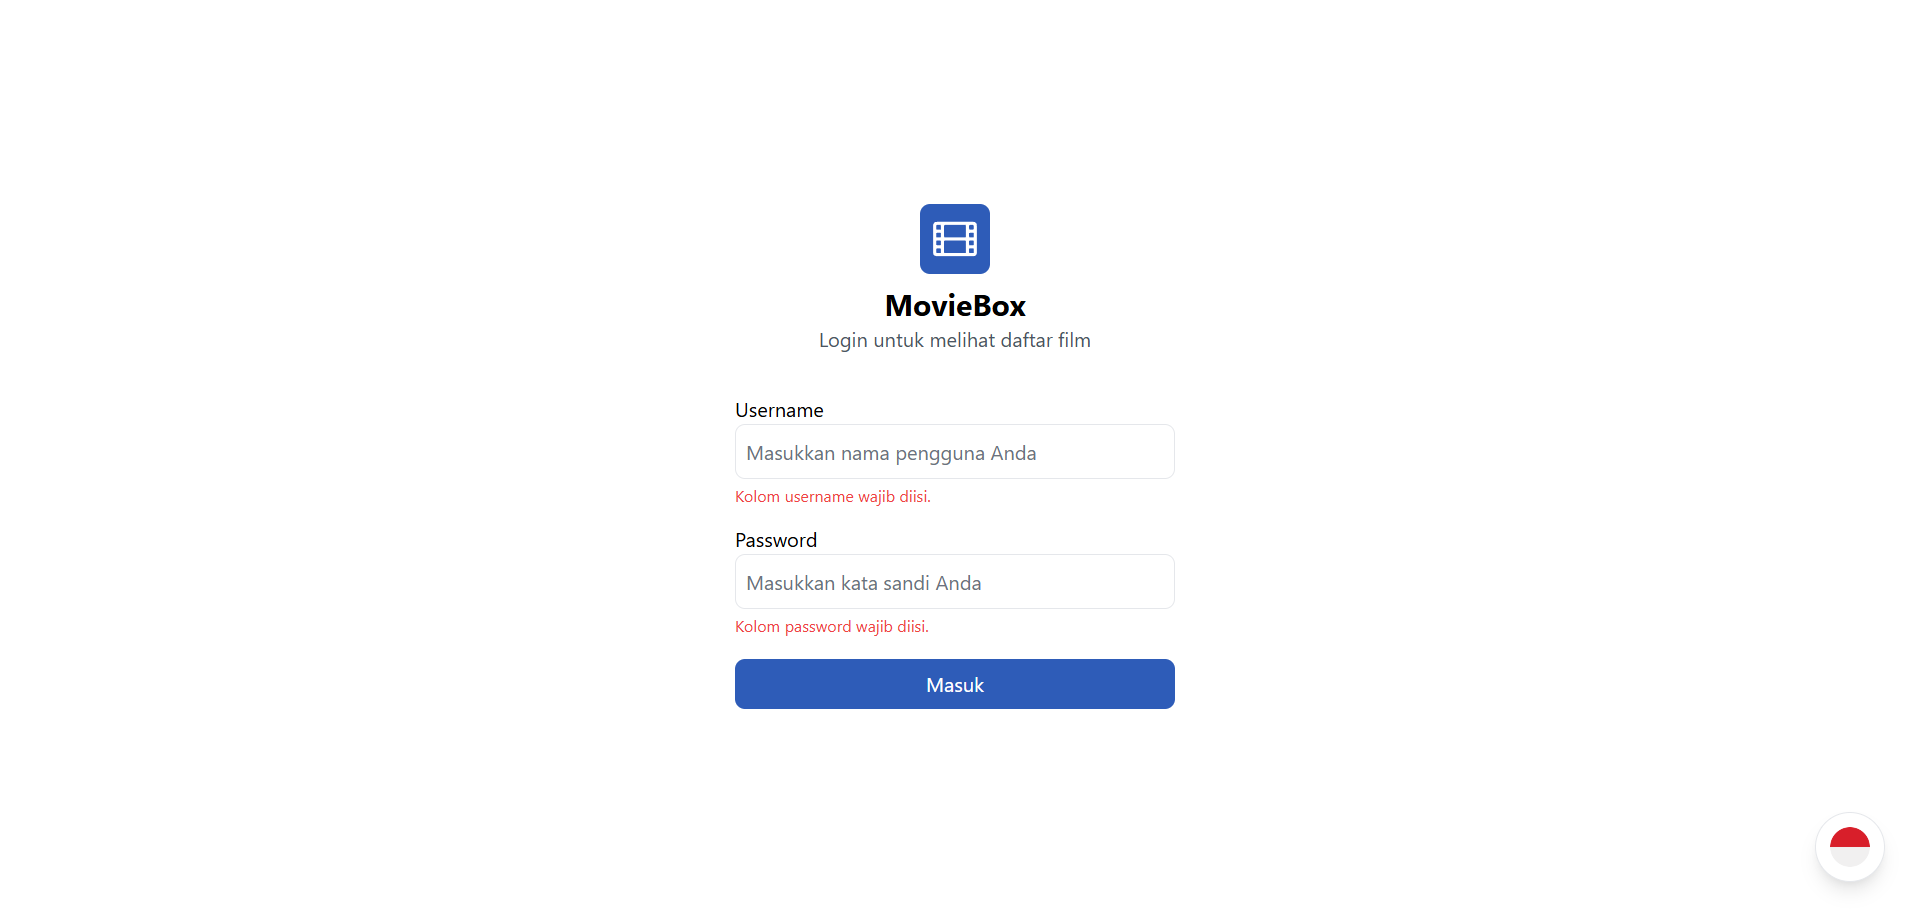 MovieBox
Login untuk melihat daftar film
Username
Masukkan nama pengguna Anda
Kolom username wajib diisi.
Password
Masukkan kata sandi Anda
Kolom password wajib diisi.
Masuk